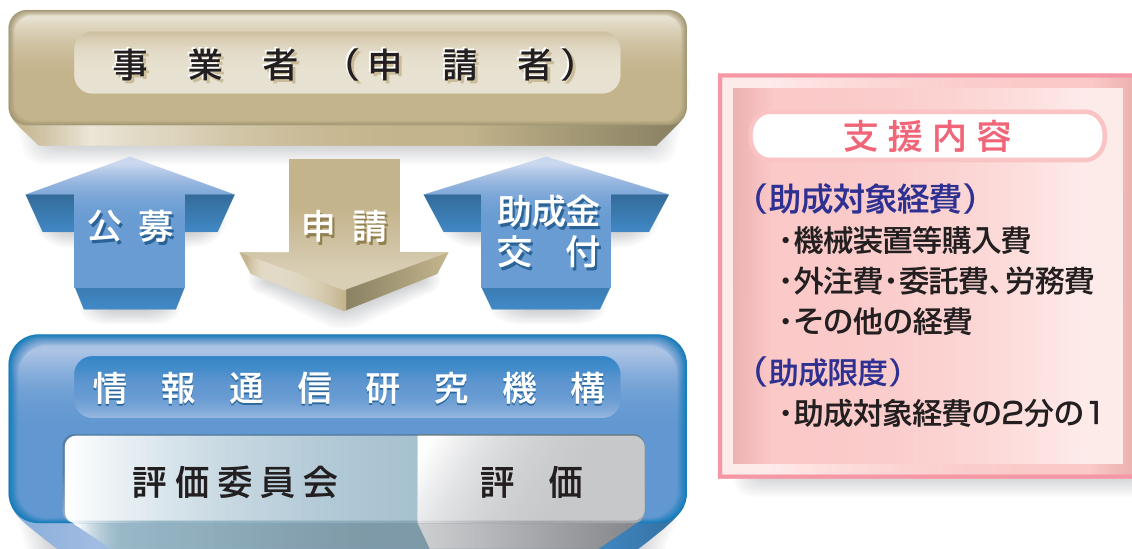 事業者（申請者）
公募
申請
助成金
交付
情報通信研究機構
評価委員会
評価
支援内容
（助成対象経費）
・機械装置等購入費
・外注費・委託費、労務費
・その他の経費
（助成限度）
・助成対象経費の2分の1